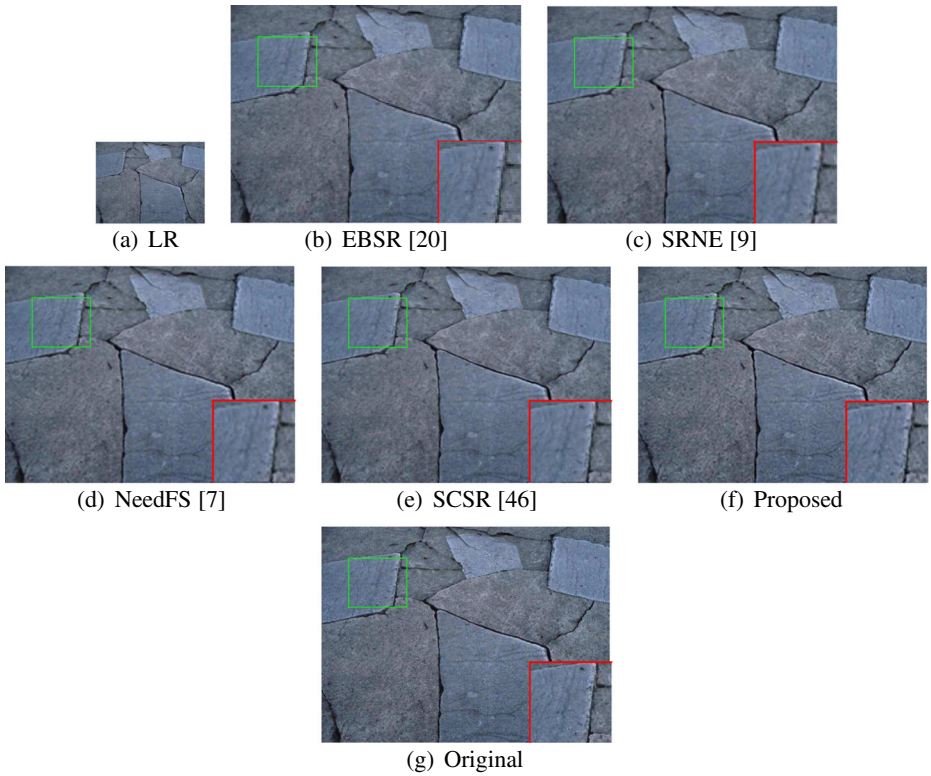 (a) LR
(b) EBSR [20]
(c) SRNE [9]
(d) NeedFS [7]
(e) SCSR [46]
(f) Proposed
(g) Original